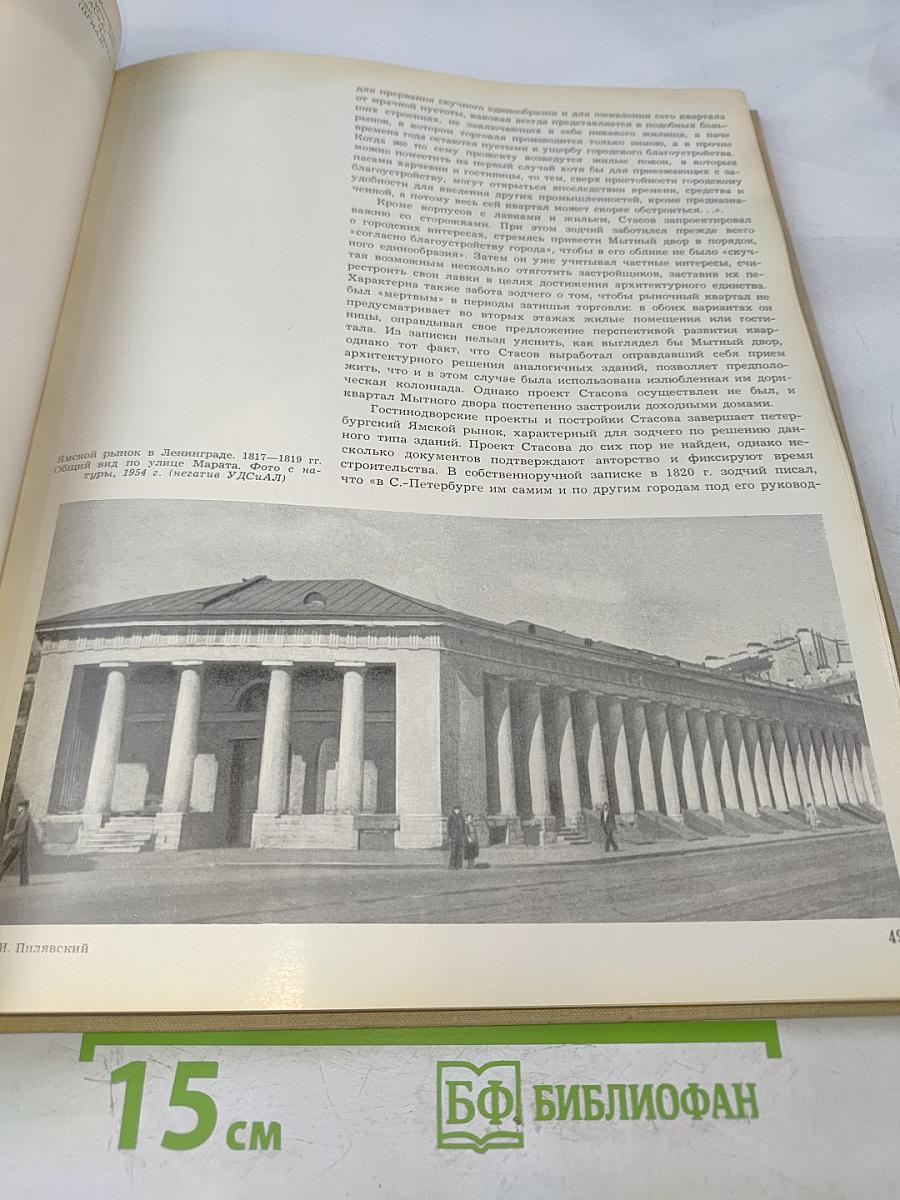 для прервания скучного единообразия и для оживления сего квартала
от мрачной пустоты, каковая всегда представляется в подобных боль-
ших строениях, не заключающих в себе никакого жилища, а паче
рынок, в котором торговля производится только зимою, а в прочие
времена года остаются пустыми к ущербу городского благоустройства.
Когда же по сему прожекту возведутся жилые покои, в которых
можно поместить на первый случай хотя бы для приезжающих с за-
пасами харчевни и гостиницы, то тем, сверх пристойности городскому
благоустройству, могут открыться впоследствии времени, средства и
удобности для введения других промышленностей, кроме предназна-
ченной, а потому весь сей квартал может скорее обстроиться. . .».
Кроме корпусов с лавками и жильем, Стасов запроектировал
важню со сторожками. При этом зодчий заботился прежде всего
о городских интересах, стремясь привести Мытный двор в порядок,
«согласно благоустройству города», чтобы в его облике не было «скуч-
ного единообразия». Затем он уже учитывал частные интересы, счи-
тая возможным несколько отяготить застройщиков, заставив их пе-
рестроить свои лавки в целях достижения архитектурного единства.
Характерна также забота зодчего о том, чтобы рыночный квартал не
был «мертвым» в периоды затишья торговли: в обоих вариантах он
предусматривает во вторых этажах жилые помещения или гости-
ницы, оправдывая свое предложение перспективой развития квар-
тала. Из записки нельзя уяснить, как выглядел бы Мытный двор,
однако тот факт, что Стасов выработал оправдавший себя прием
архитектурного решения аналогичных зданий, позволяет предполо-
жить, что и в этом случае была использована излюбленная им дори-
ческая колоннада. Однако проект Стасова осуществлен не был, и
квартал Мытного двора постепенно застроили доходными домами.
Гостинодворские проекты и постройки Стасова завершает петер-
бургский Ямской рынок, характерный для зодчего по решению дан-
ного типа зданий. Проект Стасова до сих пор не найден, однако не-
сколько документов подтверждают авторство и фиксируют время
строительства. В собственноручной записке в 1820 г. зодчий писал,
что «в С.-Петербурге им самим и по другим городам под его руковод-
Ямской рынок в Ленинграде. 1817—1819 гг.
Общий вид по улице Марата. Фото с на-
туры, 1954 г. (негатив УДСиАЛ)
И. Пилявский
49
15 см
БФ БИБЛИОФАН